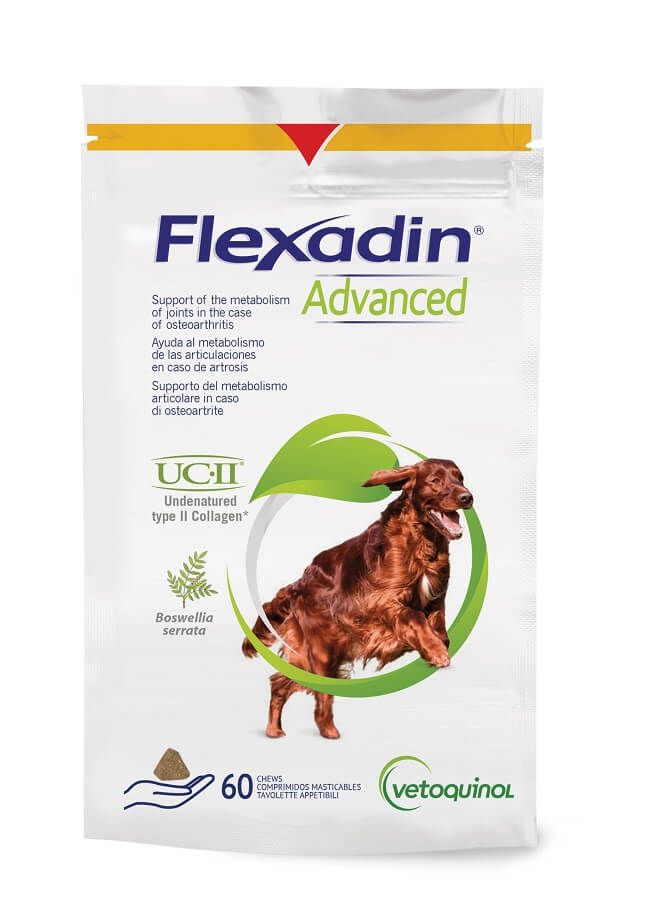 Flexadin®
Advanced
Support of the metabolism
of joints in the case
of osteoarthritis
Ayuda al metabolismo
de las articulaciones
en caso de artrosis
Supporto del metabolismo
articolare in caso
di osteoartrite
UC·II®
Undenatured
type II Collagen*
Boswellia
serrata
60 CHEWS
COMPRIMIDOS MASTICABLES
TAVOLETTE APPETIBILI
vetoquinol